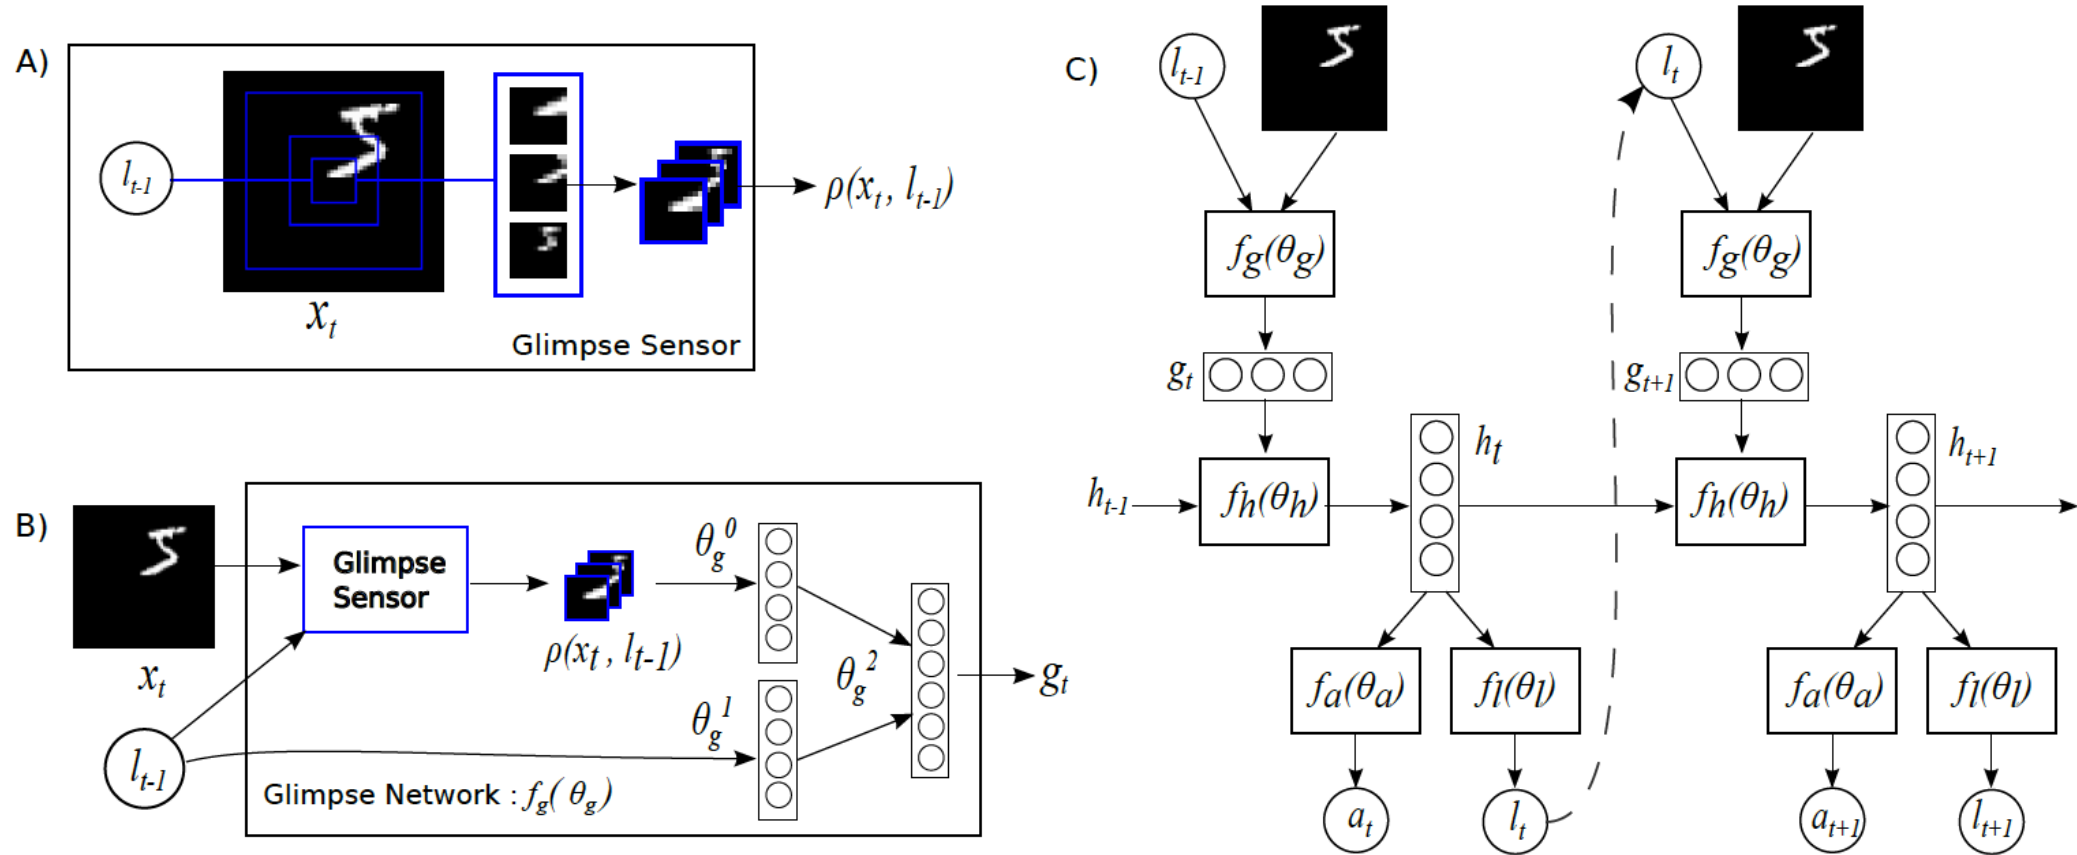 A)
l_{t-1}
x_t
ρ(x_t, l_{t-1})
Glimpse Sensor
B)
x_t
l_{t-1}
Glimpse
Sensor
ρ(x_t, l_{t-1})
θ_g^0
θ_g^1
θ_g^2
g_t
Glimpse Network : f_g(θ_g)
C)
l_{t-1}
l_t
f_g(θ_g)
f_g(θ_g)
g_t
g_{t+1}
h_{t-1}
f_h(θ_h)
h_t
f_h(θ_h)
h_{t+1}
f_a(θ_a)
f_l(θ_l)
f_a(θ_a)
f_l(θ_l)
a_t
l_t
a_{t+1}
l_{t+1}